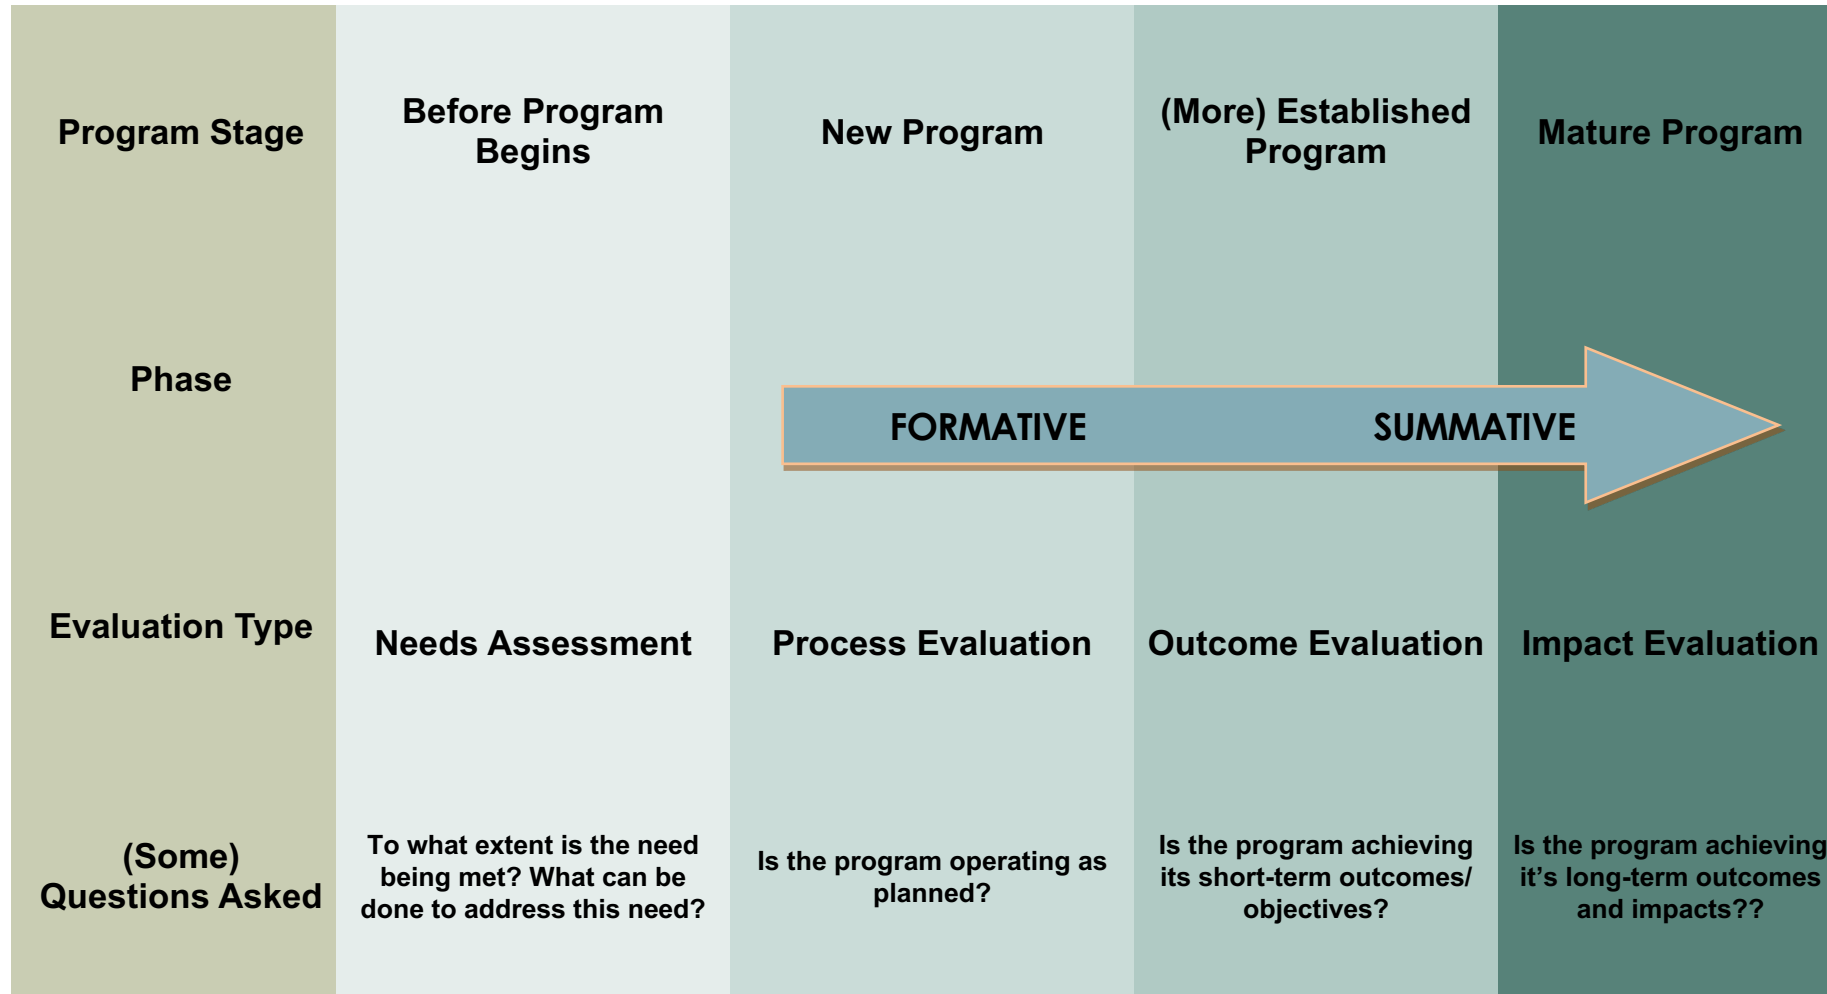 Program Stage
Before Program
Begins
New Program
(More) Established
Program
Mature Program
Phase
FORMATIVE
SUMMATIVE
Evaluation Type
Needs Assessment
Process Evaluation
Outcome Evaluation
Impact Evaluation
(Some)
Questions Asked
To what extent is the need
being met? What can be
done to address this need?
Is the program operating as
planned?
Is the program achieving
its short-term outcomes/
objectives?
Is the program achieving
it’s long-term outcomes
and impacts??